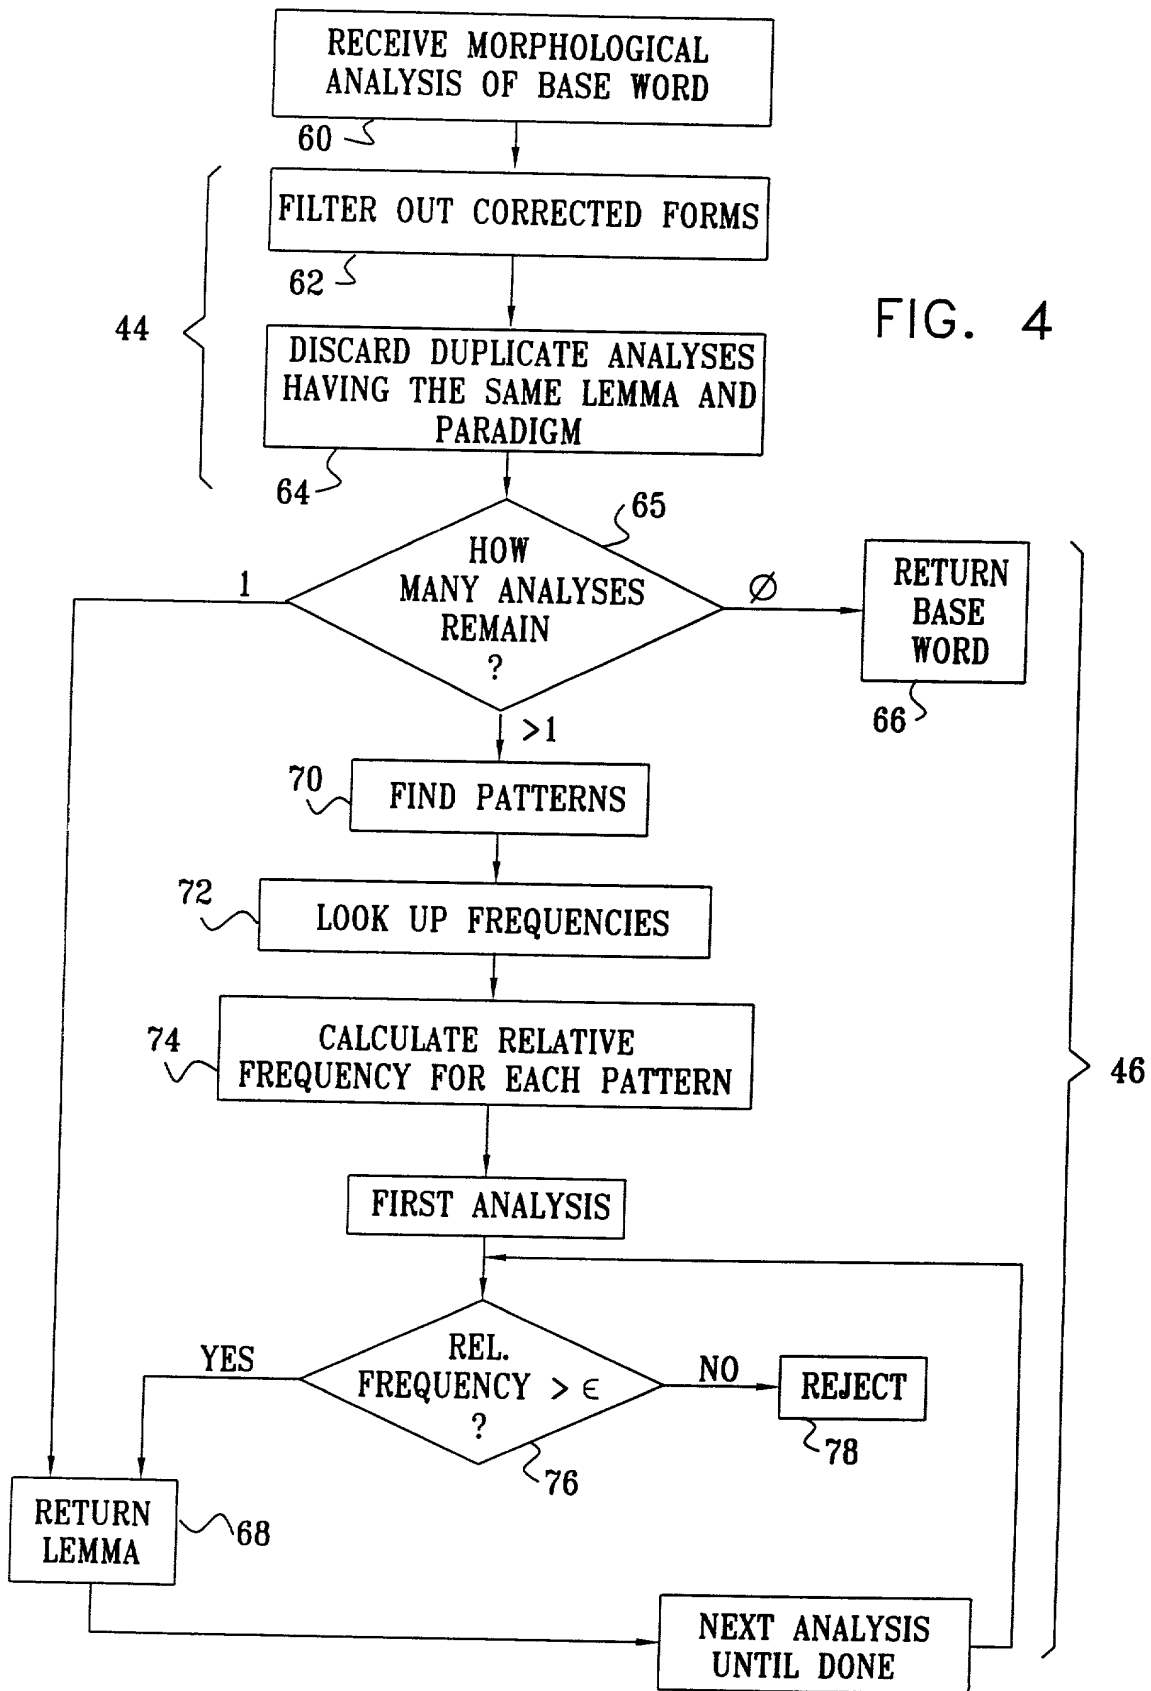 RECEIVE MORPHOLOGICAL
ANALYSIS OF BASE WORD
60
FILTER OUT CORRECTED FORMS
62
44
FIG. 4
DISCARD DUPLICATE ANALYSES
HAVING THE SAME LEMMA AND
PARADIGM
64
65
HOW
MANY ANALYSES
REMAIN
?
1
Ø
RETURN
BASE
WORD
66
>1
70
FIND PATTERNS
72
LOOK UP FREQUENCIES
74
CALCULATE RELATIVE
FREQUENCY FOR EACH PATTERN
46
FIRST ANALYSIS
REL.
FREQUENCY > ∈
?
YES
NO
REJECT
78
76
RETURN
LEMMA
68
NEXT ANALYSIS
UNTIL DONE